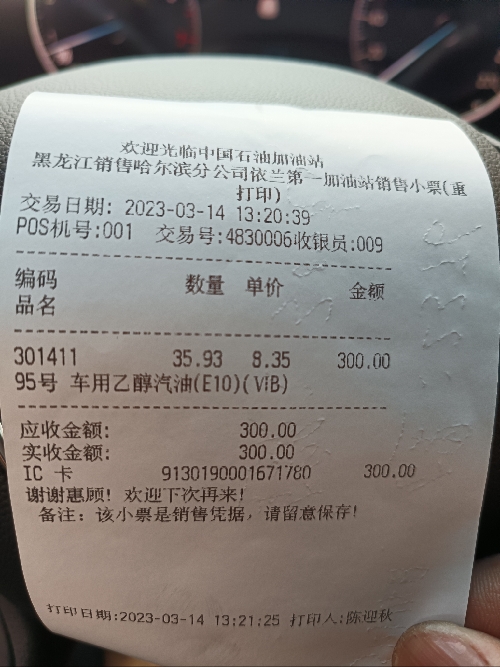 欢迎光临中国石油加油站
黑龙江销售哈尔滨分公司依兰第一加油站销售小票(重
打印)
交易日期: 2023-03-14 13:20:39
POS机号:001 交易号:4830006收银员:009
编码 数量 单价 金额
品名
301411 35.93 8.35 300.00
95号 车用乙醇汽油(E10)(ⅥB)
应收金额: 300.00
实收金额: 300.00
IC 卡 9130190001671780 300.00
谢谢惠顾! 欢迎下次再来!
备注: 该小票是销售凭据, 请留意保存!
打印日期:2023-03-14 13:21:25 打印人:陈迎秋